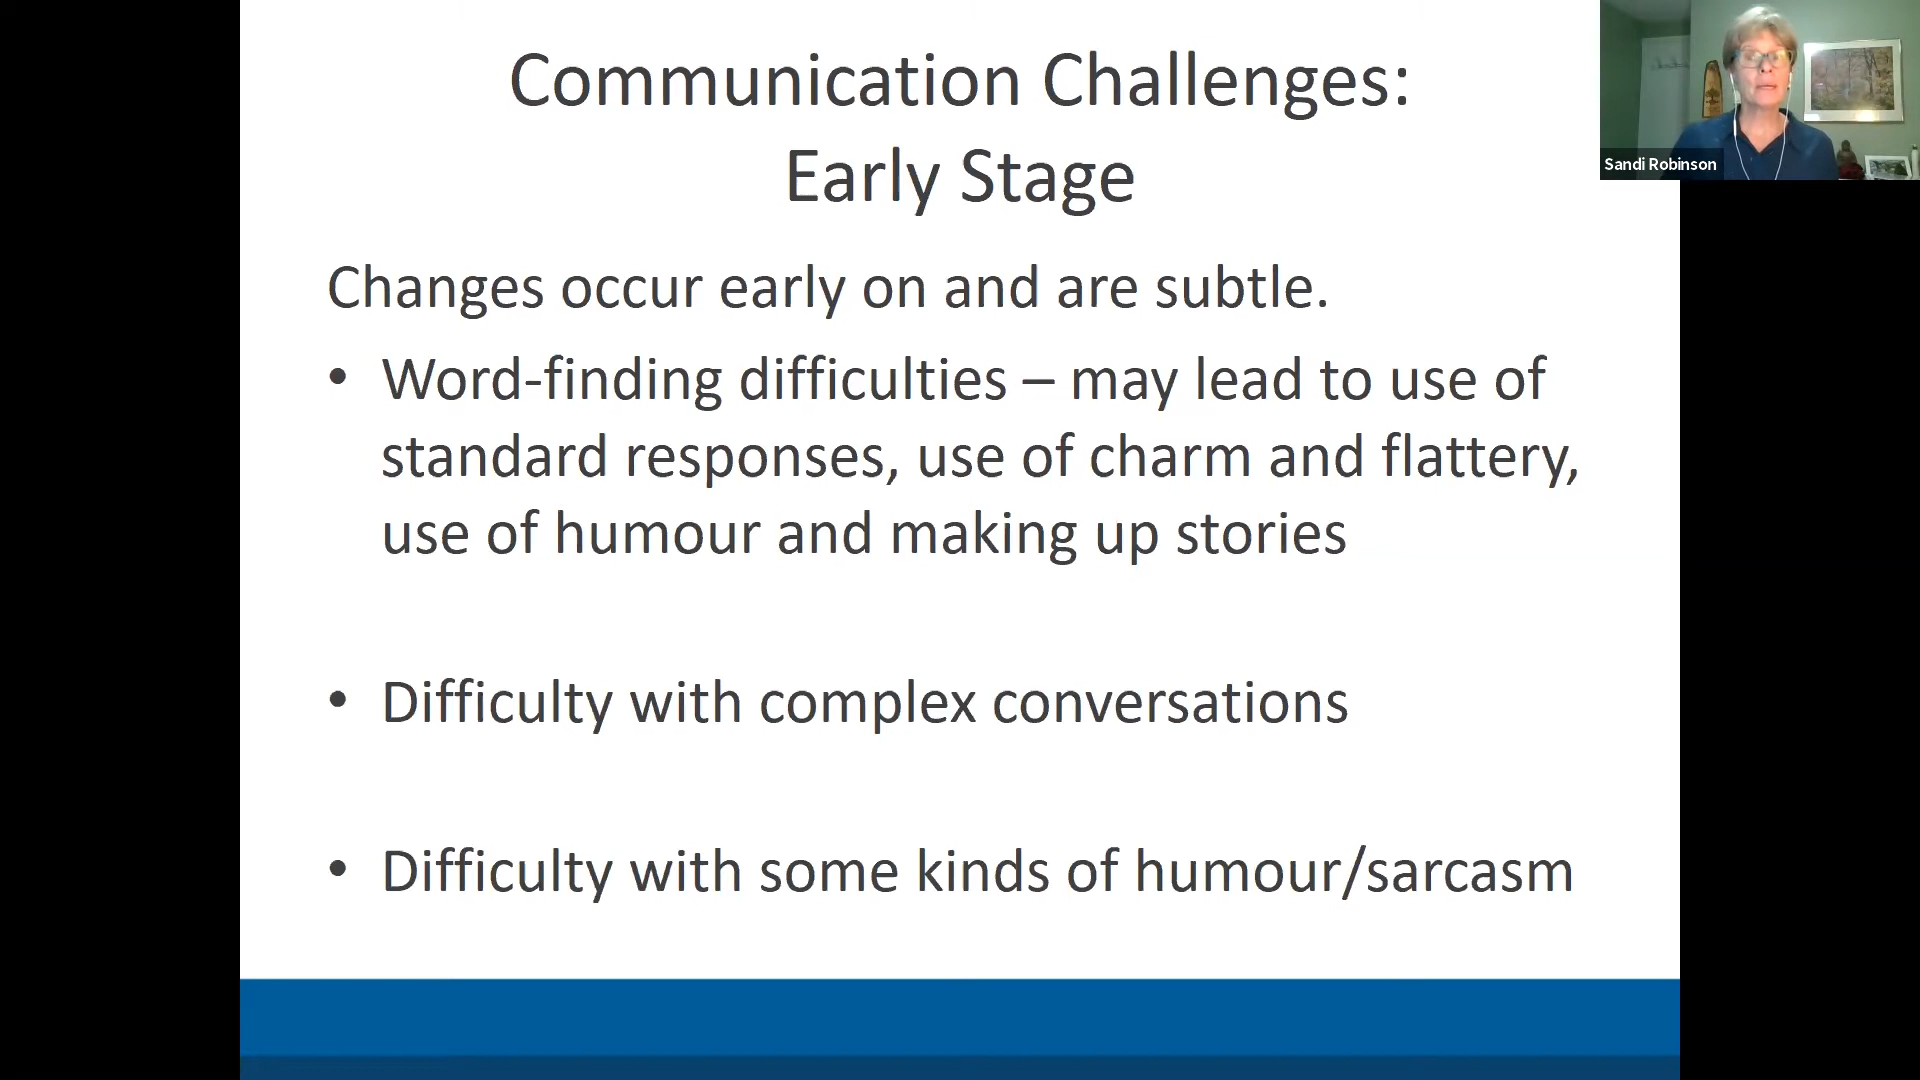 Communication Challenges:
Early Stage
Sandi Robinson
Changes occur early on and are subtle.
• Word-finding difficulties – may lead to use of
standard responses, use of charm and flattery,
use of humour and making up stories
• Difficulty with complex conversations
• Difficulty with some kinds of humour/sarcasm